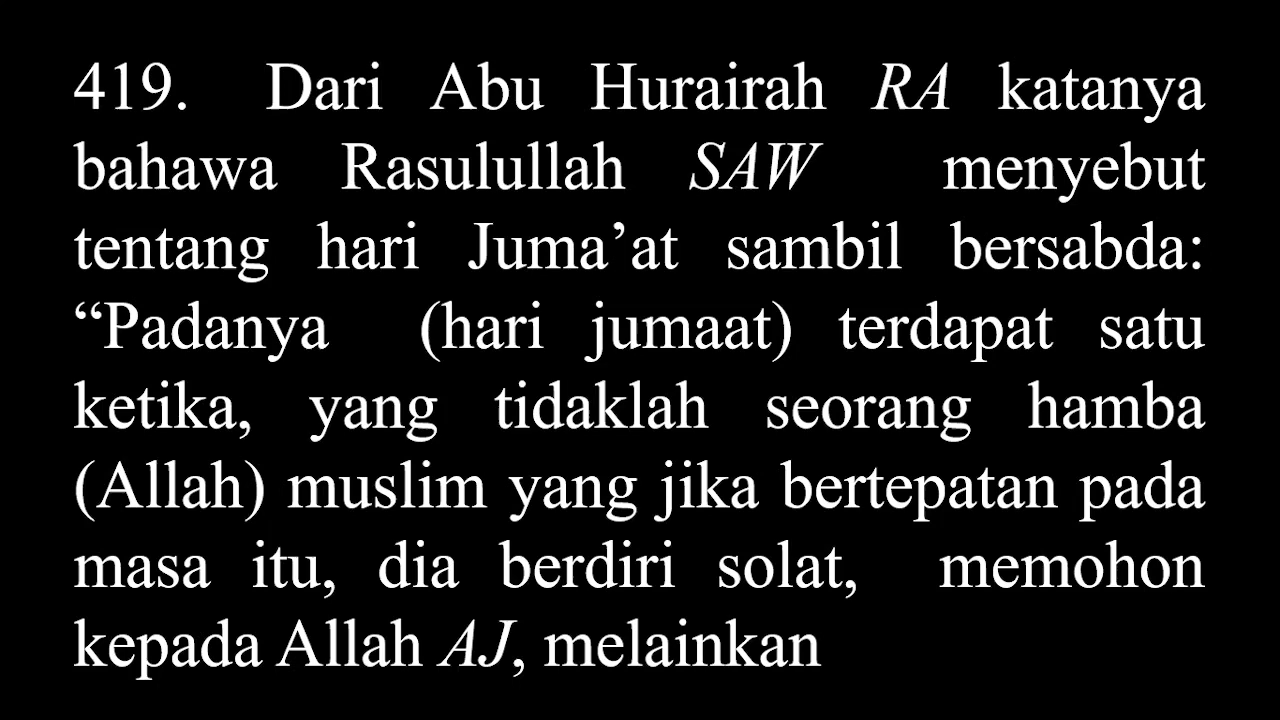 419. Dari Abu Hurairah RA katanya
bahawa Rasulullah SAW menyebut
tentang hari Juma’at sambil bersabda:
“Padanya (hari jumaat) terdapat satu
ketika, yang tidaklah seorang hamba
(Allah) muslim yang jika bertepatan pada
masa itu, dia berdiri solat, memohon
kepada Allah AJ, melainkan